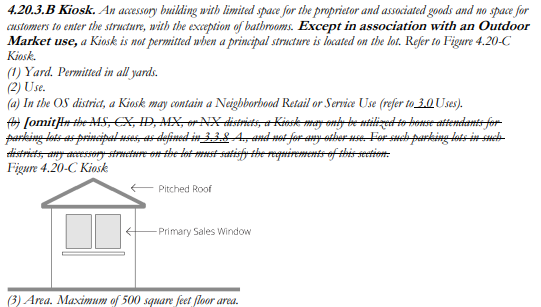 4.20.3.B Kiosk. An accessory building with limited space for the proprietor and associated goods and no space for
customers to enter the structure, with the exception of bathrooms. Except in association with an Outdoor
Market use, a Kiosk is not permitted when a principal structure is located on the lot. Refer to Figure 4.20-C
Kiosk.
(1) Yard. Permitted in all yards.
(2) Use.
(a) In the OS district, a Kiosk may contain a Neighborhood Retail or Service Use (refer to 3.0 Uses).
(b) [omit]In the MS, CX, ID, MX, or NX districts, a Kiosk may only be utilized to house attendants for
parking lots as principal uses, as defined in 3.3.8 A., and not for any other use. For such parking lots in such
districts, any accessory structure on the lot must satisfy the requirements of this section.
Figure 4.20-C Kiosk
Pitched Roof
Primary Sales Window
(3) Area. Maximum of 500 square feet floor area.